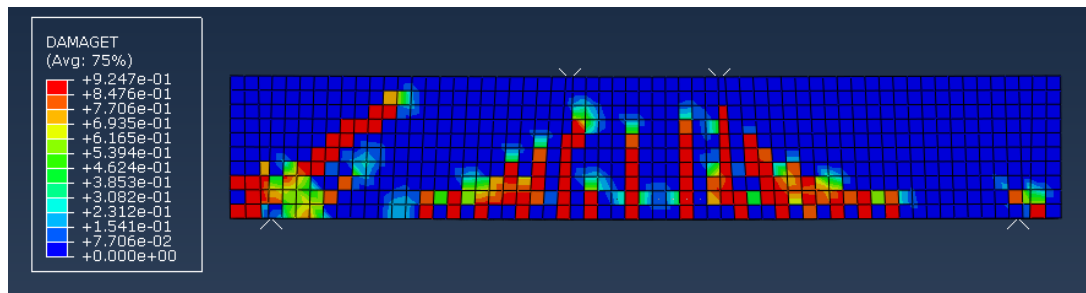 DAMAGET
(Avg: 75%)
+9.247e-01
+8.476e-01
+7.706e-01
+6.935e-01
+6.165e-01
+5.394e-01
+4.624e-01
+3.853e-01
+3.082e-01
+2.312e-01
+1.541e-01
+7.706e-02
+0.000e+00